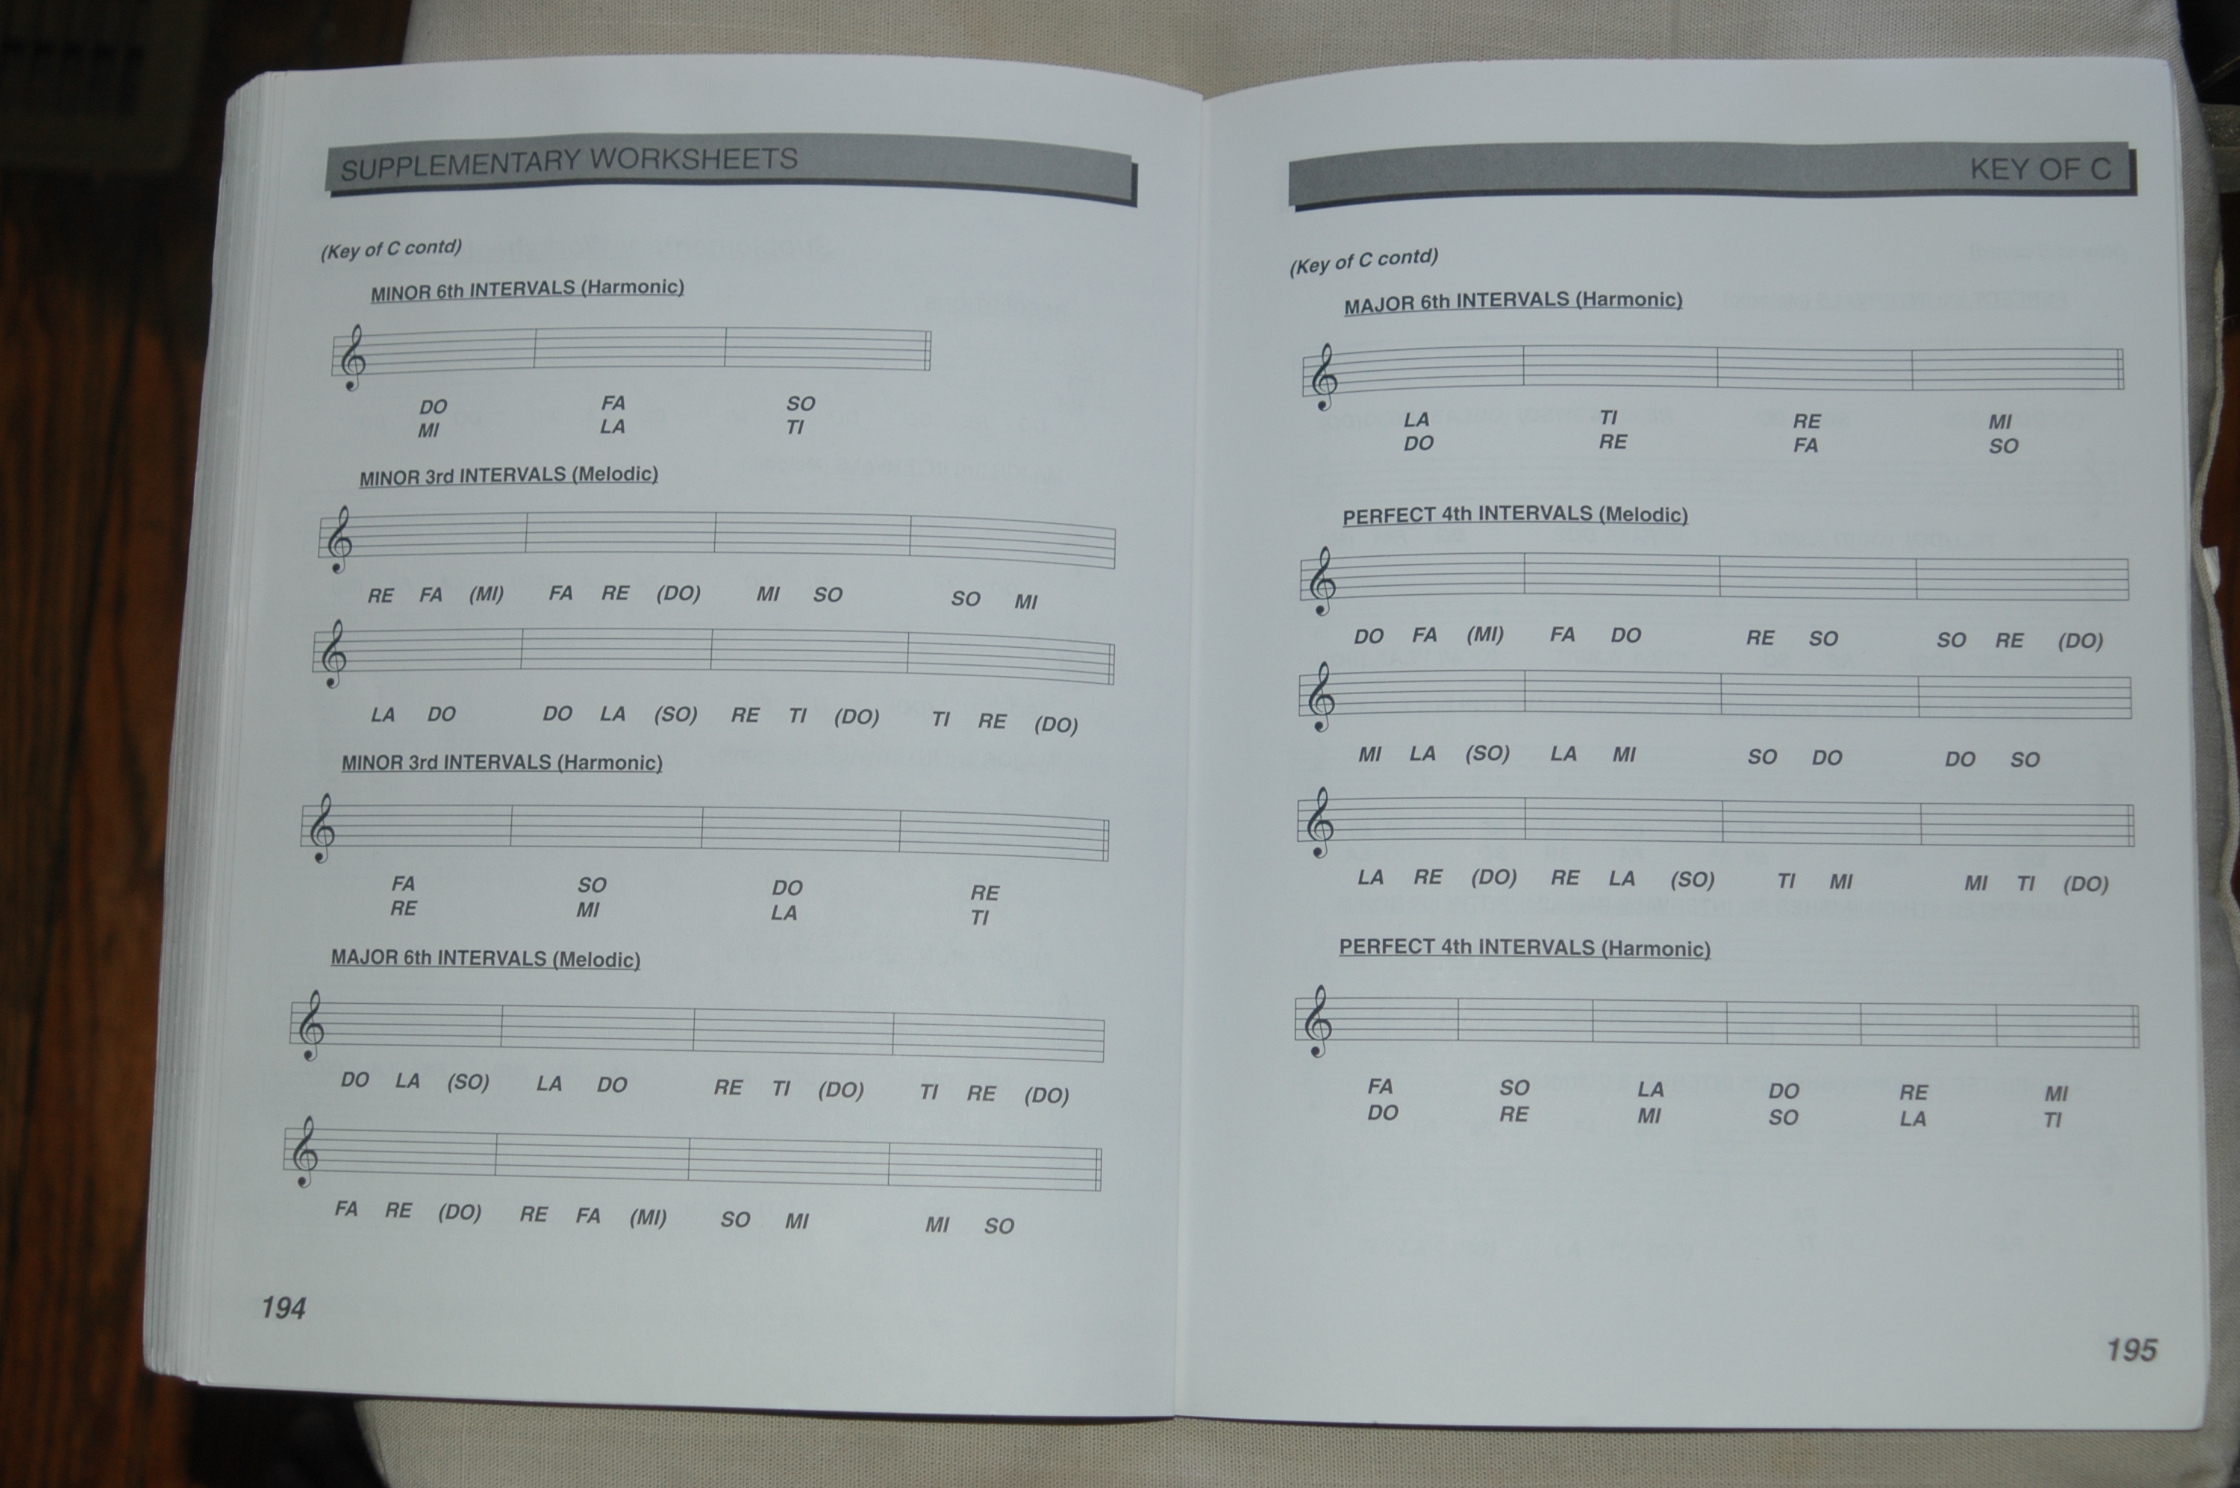 SUPPLEMENTARY WORKSHEETS
(Key of C contd)
MINOR 6th INTERVALS (Harmonic)
DO FA SO
MI LA TI
MINOR 3rd INTERVALS (Melodic)
RE FA (MI) FA RE (DO) MI SO SO MI
LA DO DO LA (SO) RE TI (DO) TI RE (DO)
MINOR 3rd INTERVALS (Harmonic)
FA SO DO RE
RE MI LA TI
MAJOR 6th INTERVALS (Melodic)
DO LA (SO) LA DO RE TI (DO) TI RE (DO)
FA RE (DO) RE FA (MI) SO MI MI SO
194
KEY OF C
(Key of C contd)
MAJOR 6th INTERVALS (Harmonic)
LA TI RE MI
DO RE FA SO
PERFECT 4th INTERVALS (Melodic)
DO FA (MI) FA DO RE SO SO RE (DO)
MI LA (SO) LA MI SO DO DO SO
LA RE (DO) RE LA (SO) TI MI MI TI (DO)
PERFECT 4th INTERVALS (Harmonic)
FA SO LA DO RE MI
DO RE MI SO LA TI
195